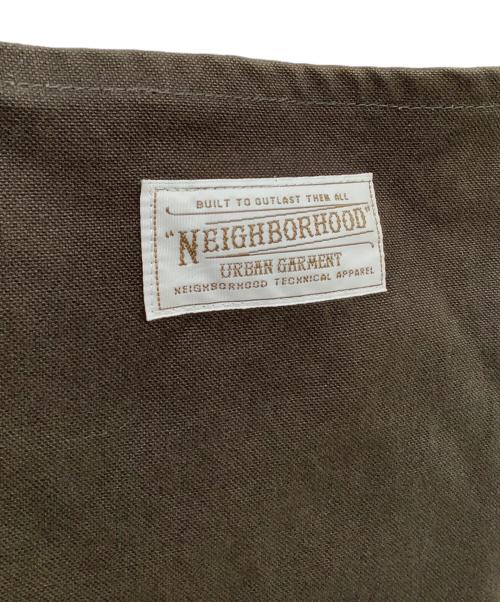 BUILT TO OUTLAST THEM ALL
"NEIGHBORHOOD"
URBAN GARMENT
NEIGHBORHOOD TECHNICAL APPAREL